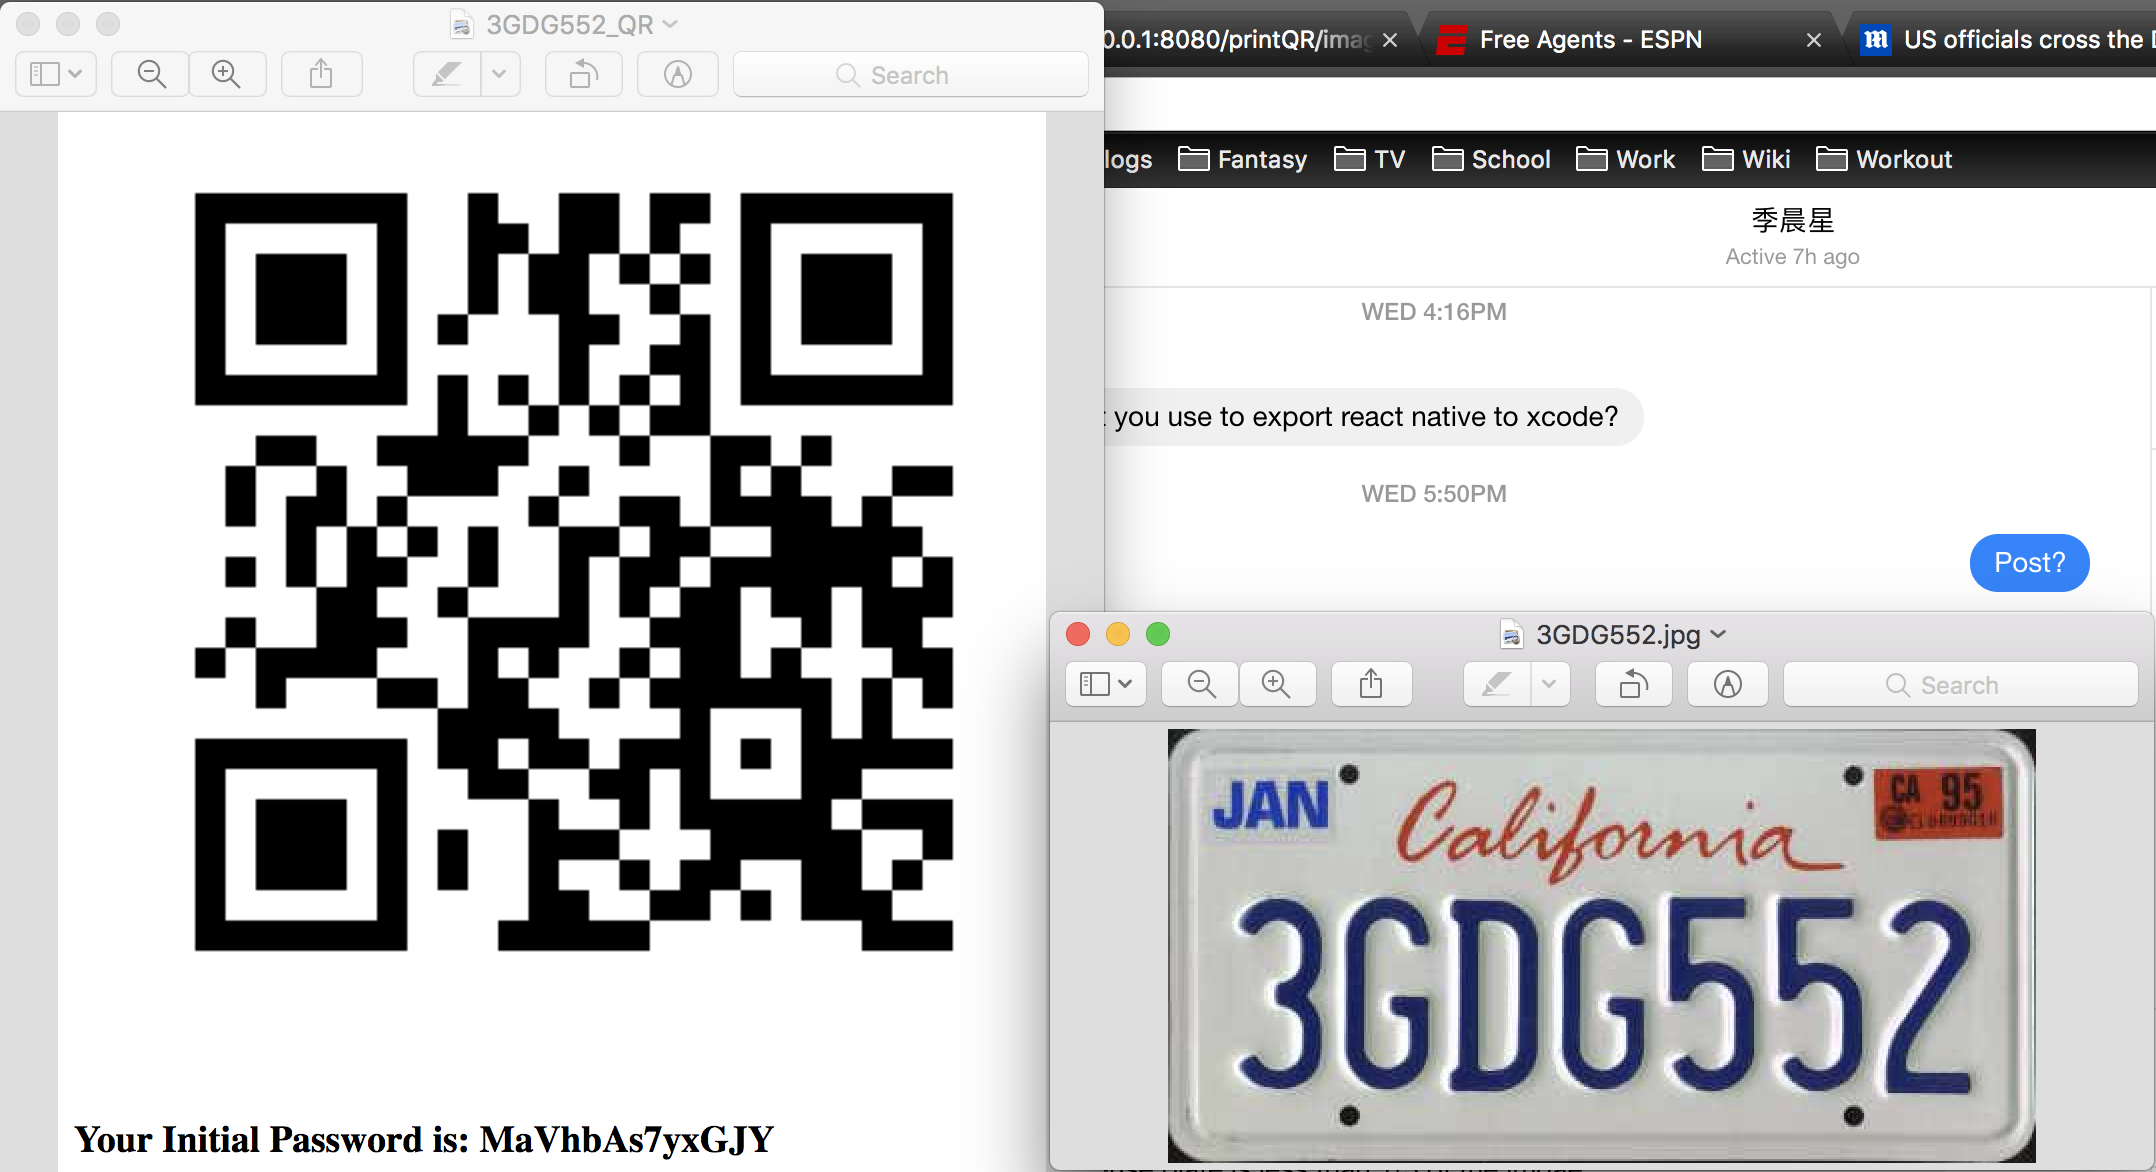 3GDG552_QR
Search
Your Initial Password is: MaVhbAs7yxGJY
0.0.1:8080/printQR/imag
Free Agents - ESPN
US officials cross the
logs
Fantasy
TV
School
Work
Wiki
Workout
季晨星
Active 7h ago
WED 4:16PM
you use to export react native to xcode?
WED 5:50PM
Post?
3GDG552.jpg
Search
JAN
California
CA 95
3GDG552